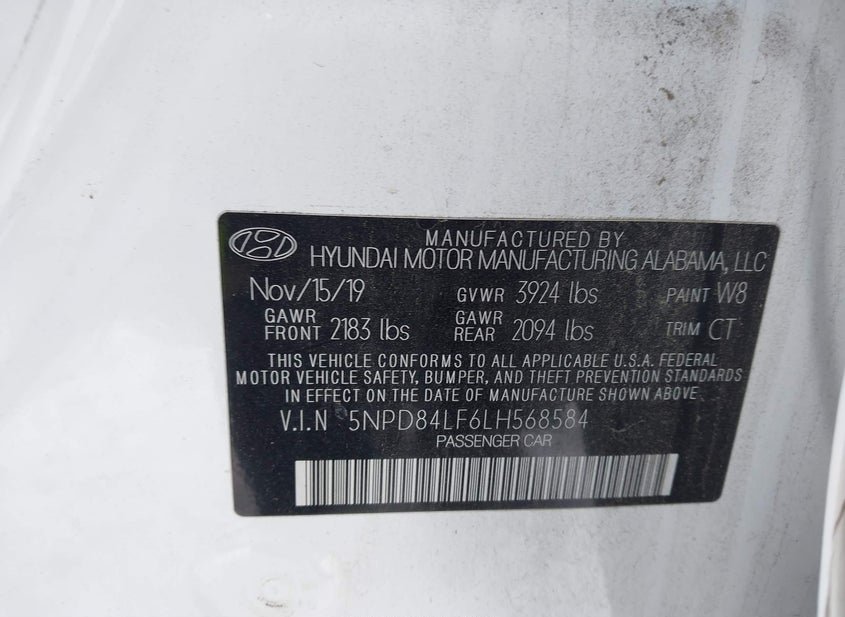 MANUFACTURED BY
HYUNDAI MOTOR MANUFACTURING ALABAMA, LLC
Nov/15/19 GVWR 3924 lbs PAINT W8
GAWR FRONT 2183 lbs GAWR REAR 2094 lbs TRIM CT
THIS VEHICLE CONFORMS TO ALL APPLICABLE U.S.A. FEDERAL
MOTOR VEHICLE SAFETY, BUMPER, AND THEFT PREVENTION STANDARDS
IN EFFECT ON THE DATE OF MANUFACTURE SHOWN ABOVE.
V.I.N 5NPD84LF6LH568584
PASSENGER CAR